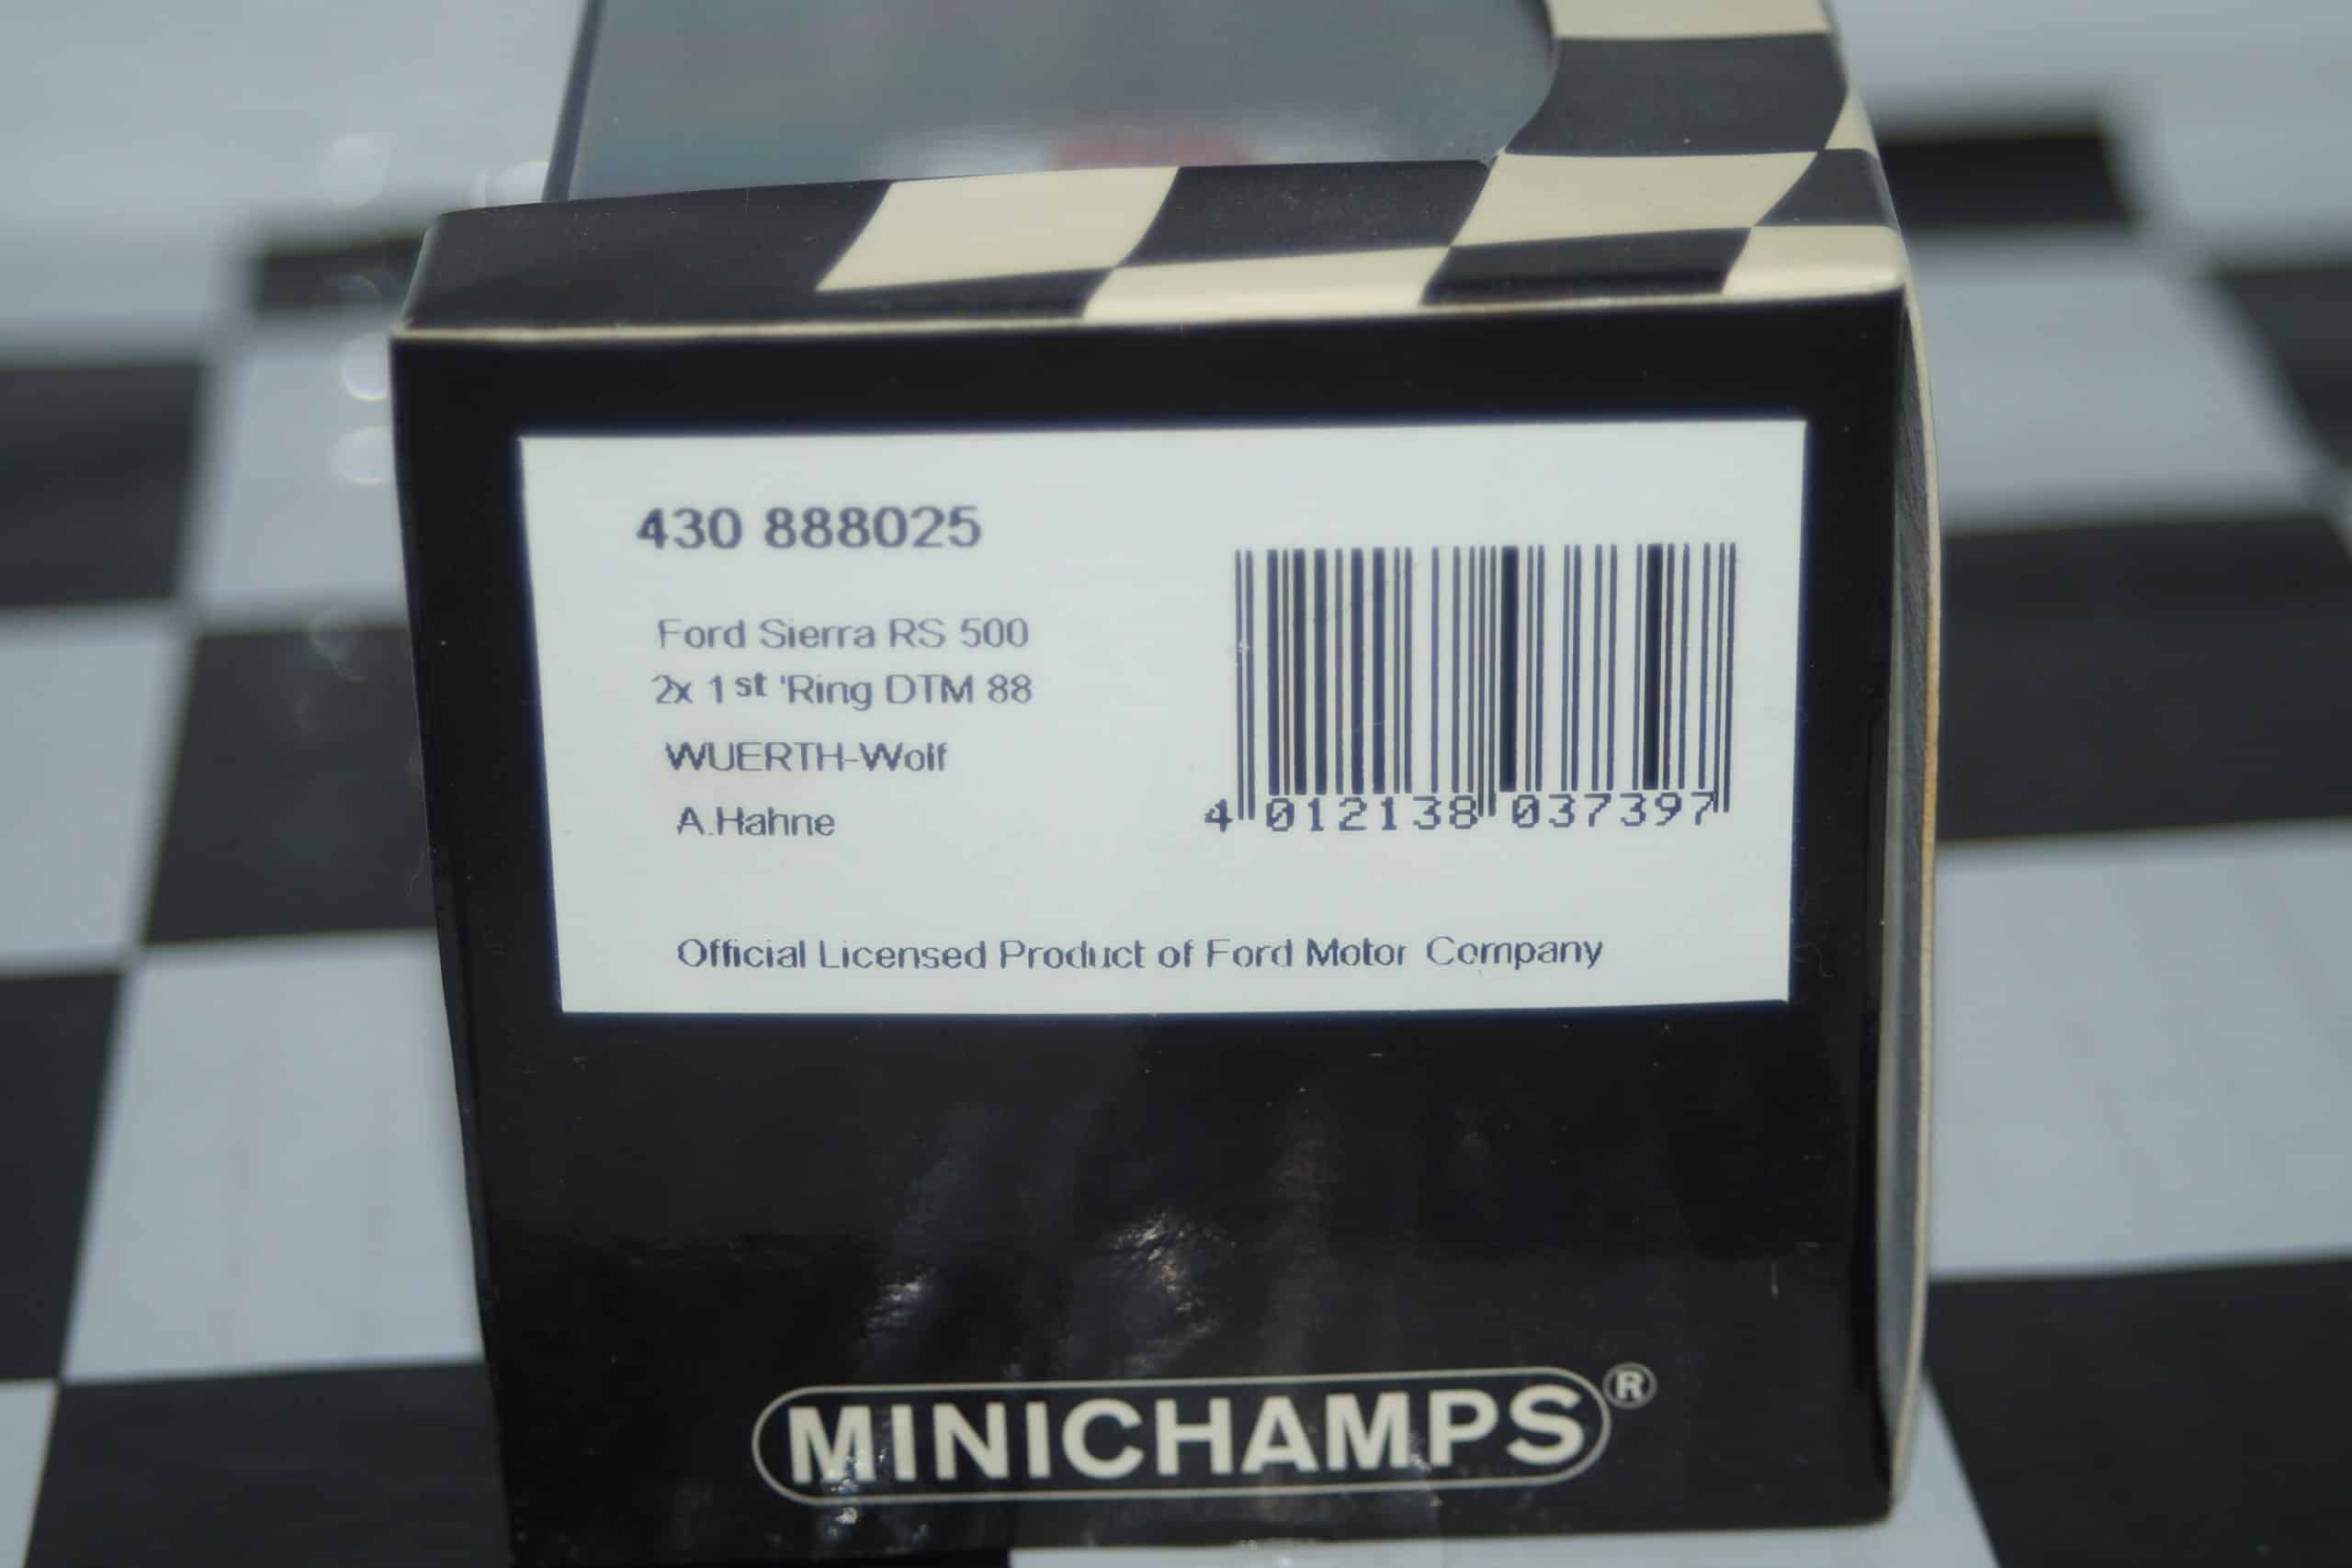 430 888025
Ford Sierra RS 500
2x 1st 'Ring DTM 88
WUERTH-Wolf
A.Hahne
4 012138 037397
Official Licensed Product of Ford Motor Company
MINICHAMPS®